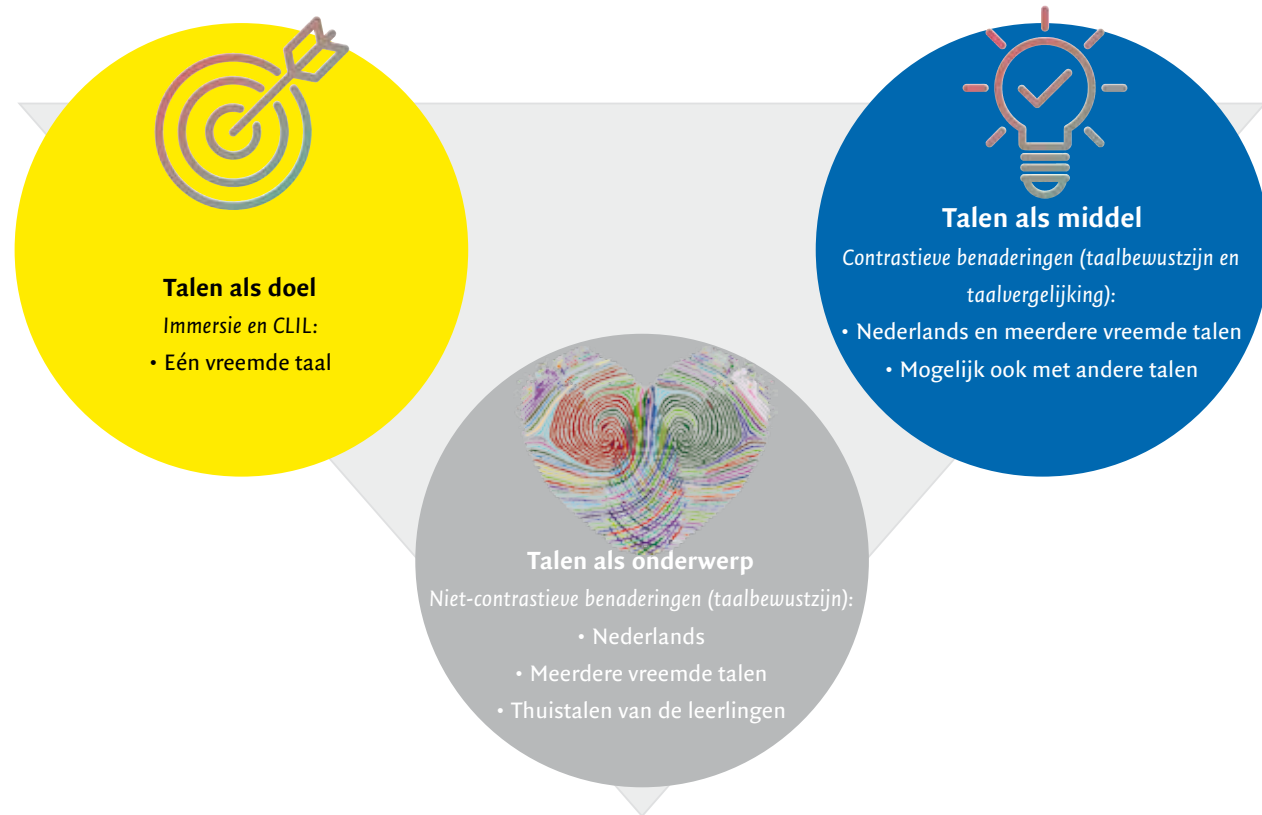 Talen als doel
Immersie en CLIL:
• Eén vreemde taal
Talen als middel
Contrastieve benaderingen (taalbewustzijn en
taalvergelijking):
• Nederlands en meerdere vreemde talen
• Mogelijk ook met andere talen
Talen als onderwerp
Niet-contrastieve benaderingen (taalbewustzijn):
• Nederlands
• Meerdere vreemde talen
• Thuistalen van de leerlingen